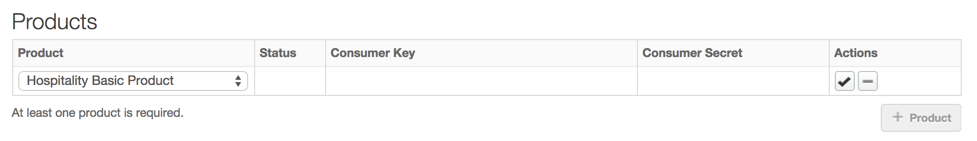 Products
Product Status Consumer Key Consumer Secret Actions
Hospitality Basic Product
At least one product is required.
+ Product